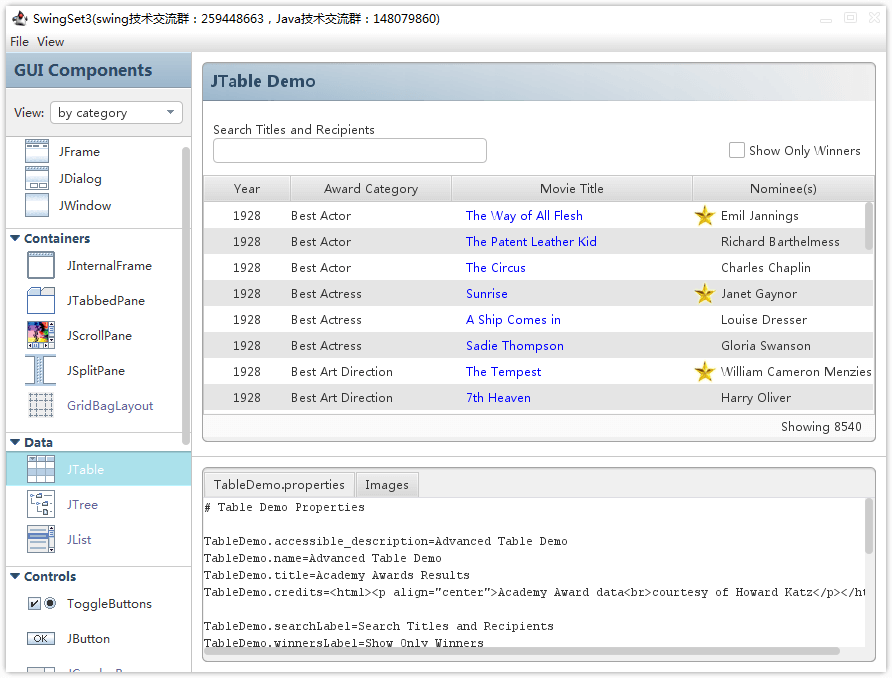 SwingSet3(swing技术交流群：259448663，Java技术交流群：148079860)
File View
GUI Components
View: by category
JFrame
JDialog
JWindow
Containers
JInternalFrame
JTabbedPane
JScrollPane
JSplitPane
GridBagLayout
Data
JTable
JTree
JList
Controls
ToggleButtons
OK JButton
JTable Demo
Search Titles and Recipients
Show Only Winners
Year Award Category Movie Title Nominee(s)
1928 Best Actor The Way of All Flesh Emil Jannings
1928 Best Actor The Patent Leather Kid Richard Barthelmess
1928 Best Actor The Circus Charles Chaplin
1928 Best Actress Sunrise Janet Gaynor
1928 Best Actress A Ship Comes in Louise Dresser
1928 Best Actress Sadie Thompson Gloria Swanson
1928 Best Art Direction The Tempest William Cameron Menzies
1928 Best Art Direction 7th Heaven Harry Oliver
Showing 8540
TableDemo.properties Images
# Table Demo Properties
TableDemo.accessible_description=Advanced Table Demo
TableDemo.name=Advanced Table Demo
TableDemo.title=Academy Awards Results
TableDemo.credits=<html><p align="center">Academy Award data<br>courtesy of Howard Katz</p></ht
TableDemo.searchLabel=Search Titles and Recipients
TableDemo.winnersLabel=Show Only Winners